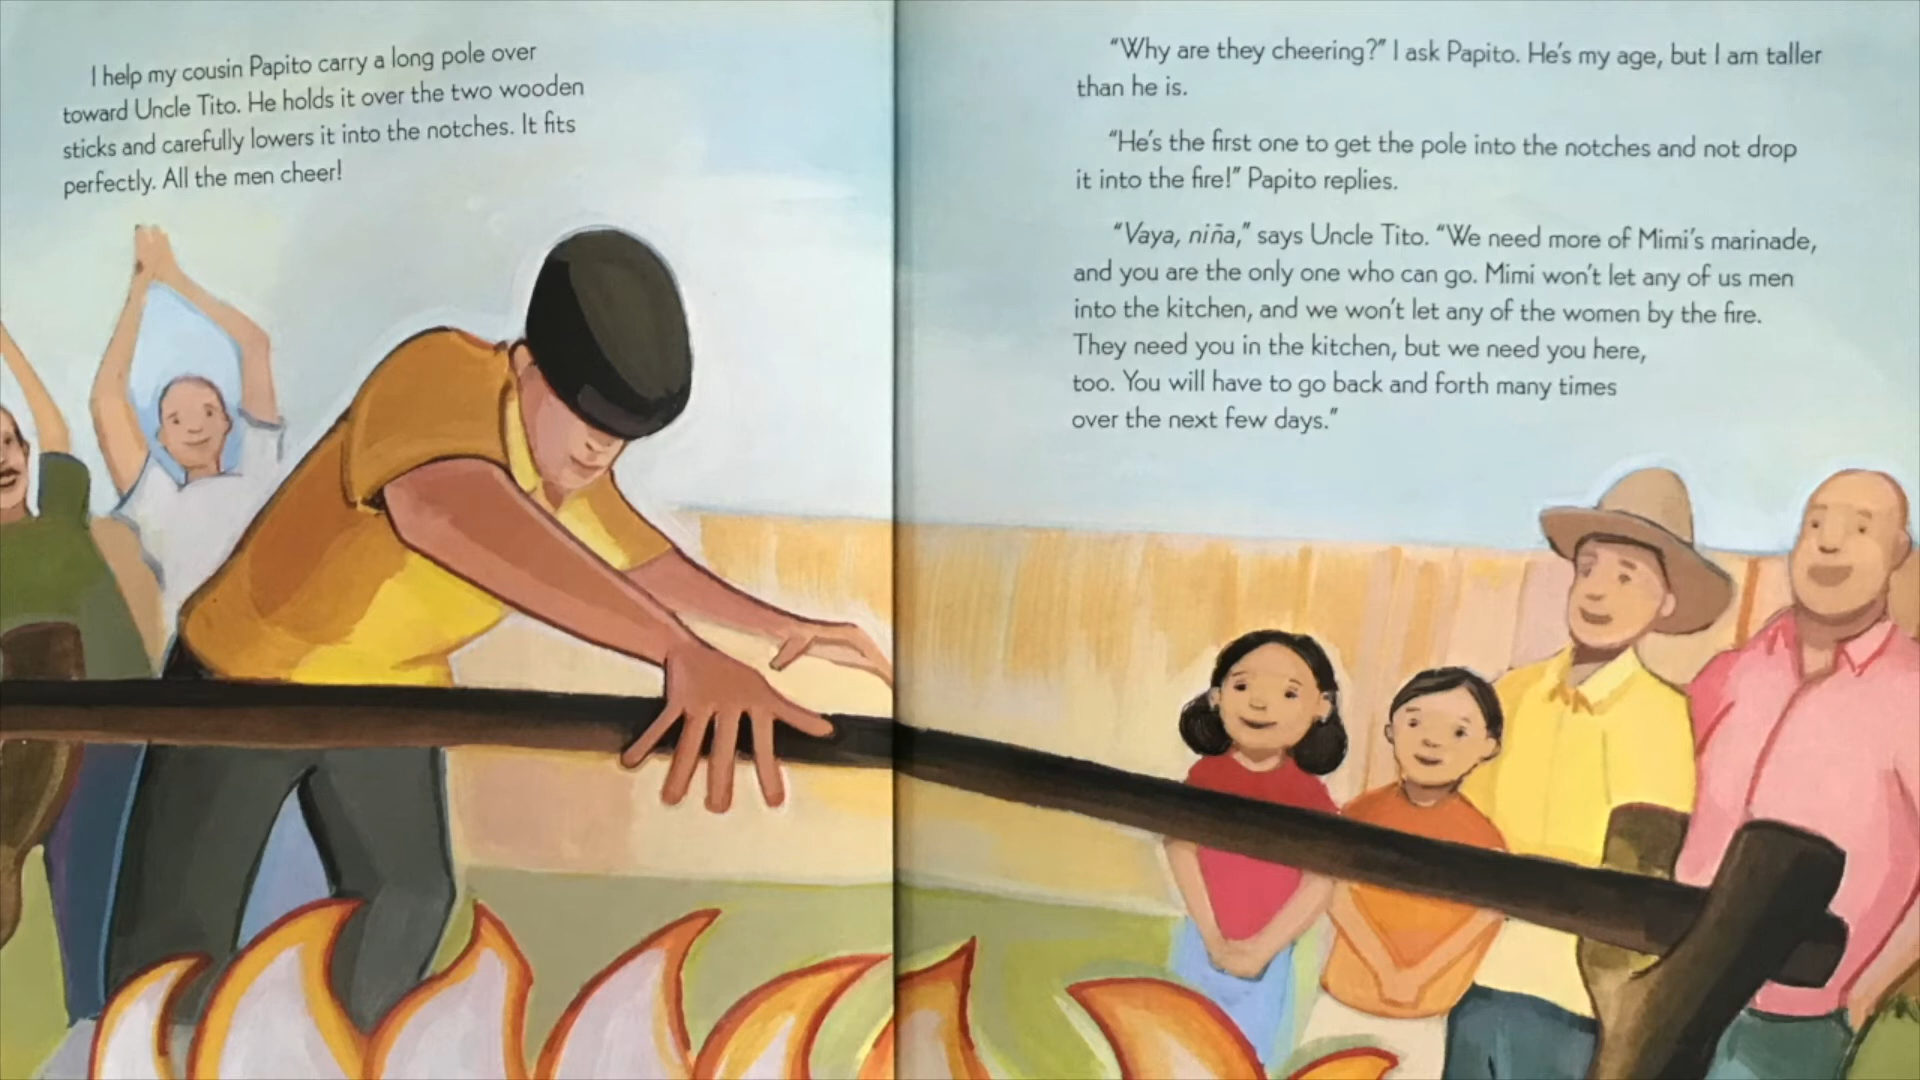 I help my cousin Papito carry a long pole over
toward Uncle Tito. He holds it over the two wooden
sticks and carefully lowers it into the notches. It fits
perfectly. All the men cheer!
“Why are they cheering?” I ask Papito. He’s my age, but I am taller
than he is.
“He’s the first one to get the pole into the notches and not drop
it into the fire!” Papito replies.
“Vaya, niña,” says Uncle Tito. “We need more of Mimi’s marinade,
and you are the only one who can go. Mimi won’t let any of us men
into the kitchen, and we won’t let any of the women by the fire.
They need you in the kitchen, but we need you here,
too. You will have to go back and forth many times
over the next few days.”